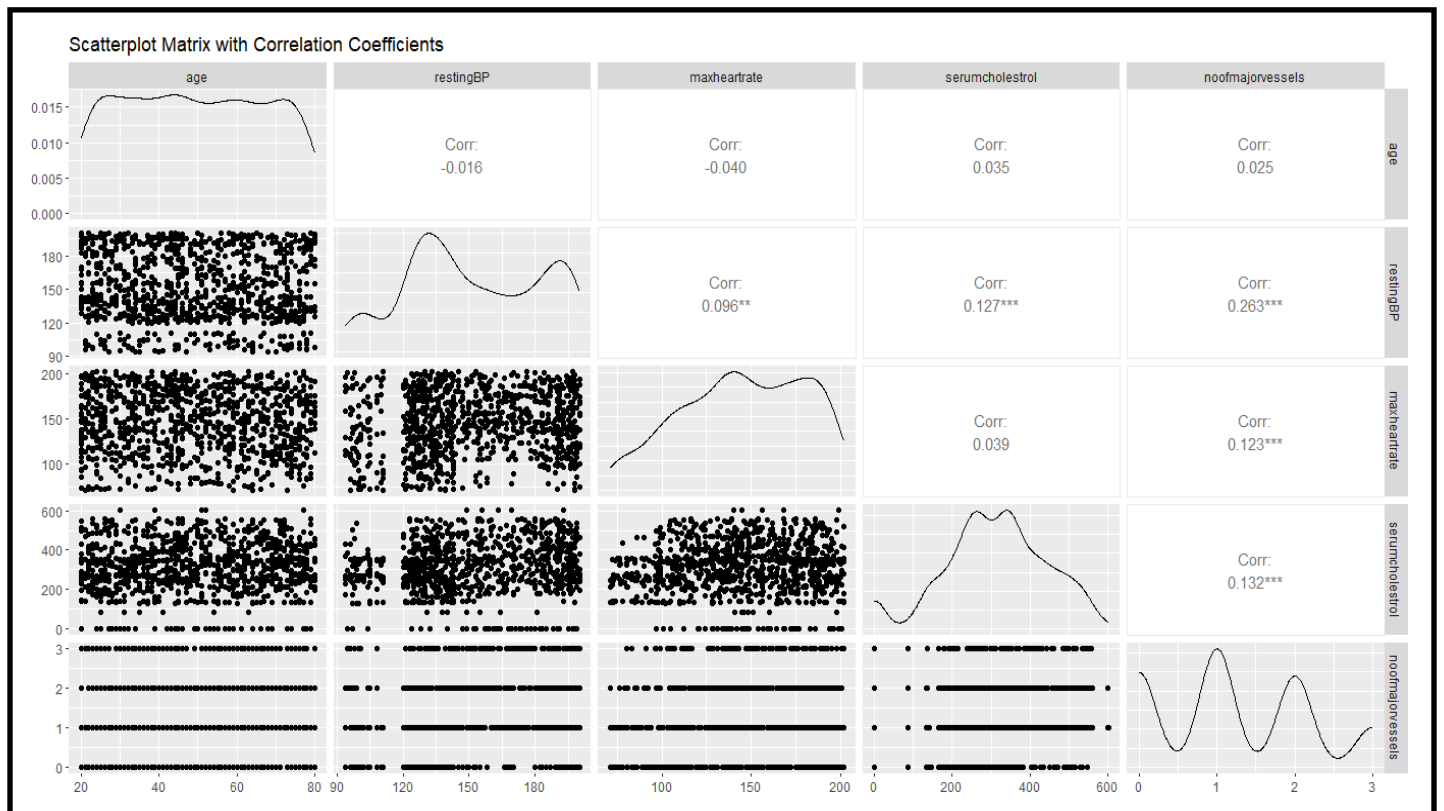 Scatterplot Matrix with Correlation Coefficients
age restingBP maxheartrate serumcholestrol noofmajorvessels
0.015
0.010
0.005
0.000
Corr:
-0.016
Corr:
-0.040
Corr:
0.035
Corr:
0.025
age
180
150
120
90
Corr:
0.096**
Corr:
0.127***
Corr:
0.263***
restingBP
200
150
100
Corr:
0.039
Corr:
0.123***
maxheartrate
600
400
200
0
Corr:
0.132***
serumcholestrol
3
2
1
0
noofmajorvessels
20 40 60 80 90 120 150 180 100 150 200 0 200 400 600 0 1 2 3